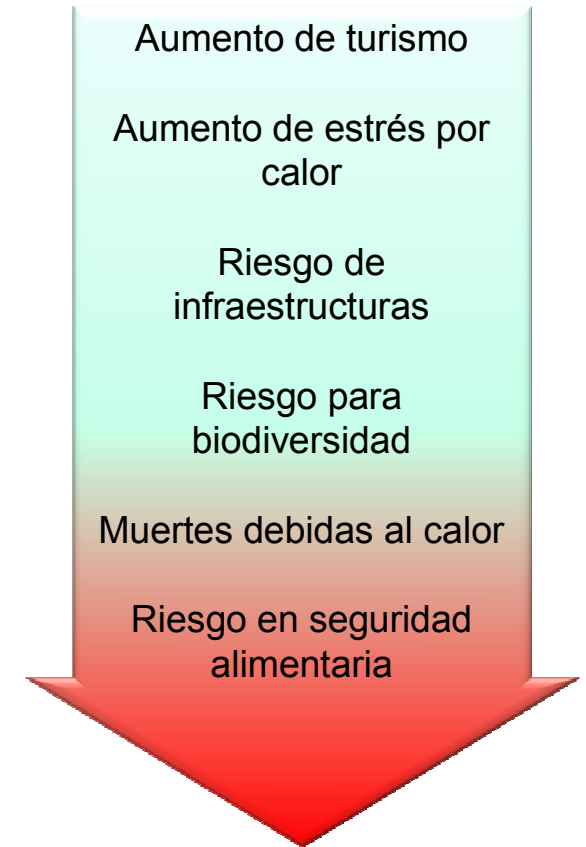 Aumento de turismo
Aumento de estrés por
calor
Riesgo de
infraestructuras
Riesgo para
biodiversidad
Muertes debidas al calor
Riesgo en seguridad
alimentaria